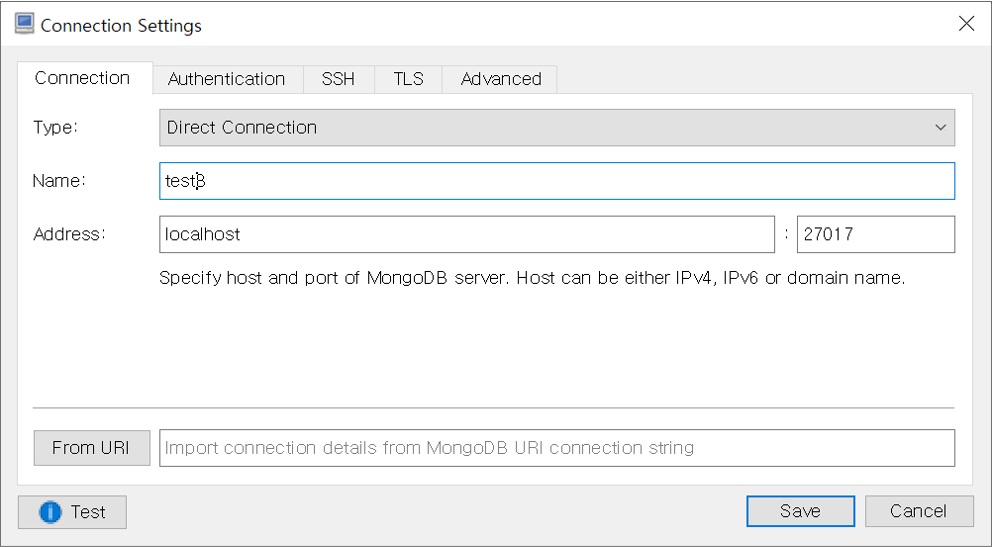 Connection Settings
Connection Authentication SSH TLS Advanced
Type: Direct Connection
Name: test3
Address: localhost : 27017
Specify host and port of MongoDB server. Host can be either IPv4, IPv6 or domain name.
From URI Import connection details from MongoDB URI connection string
Test Save Cancel